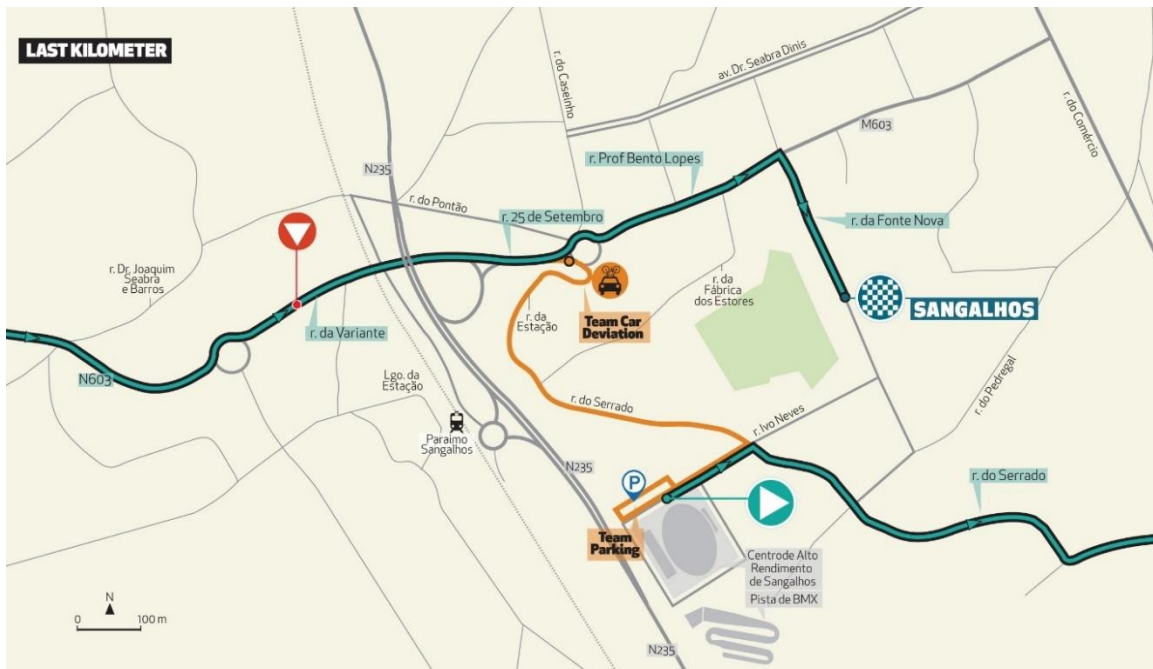 LAST KILOMETER
r. do Caseinho
av. Dr. Seabra Dinis
r. do Comércio
M603
N235
r. Prof Bento Lopes
r. do Pontão
r. 25 de Setembro
r. da Fonte Nova
r. Dr. Joaquim
Seabra
e Barros
r. da
Fábrica
dos Estores
SANGALHOS
r. da
Estação
Team Car
Deviation
r. da Variante
N603
Lgo. da
Estação
r. do Pedregal
r. do Serrado
r. Ivo Neves
Paraimo
Sangalhos
N235
P
r. do Serrado
Team
Parking
Centrode Alto
Rendimento
de Sangalhos
Pista de BMX
N
0 100 m
N235